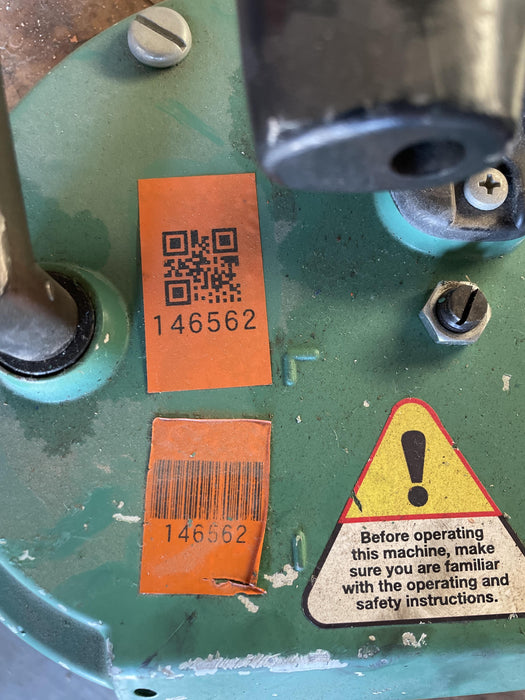 146562
146562
!
Before operating
this machine, make
sure you are familiar
with the operating and
safety instructions.